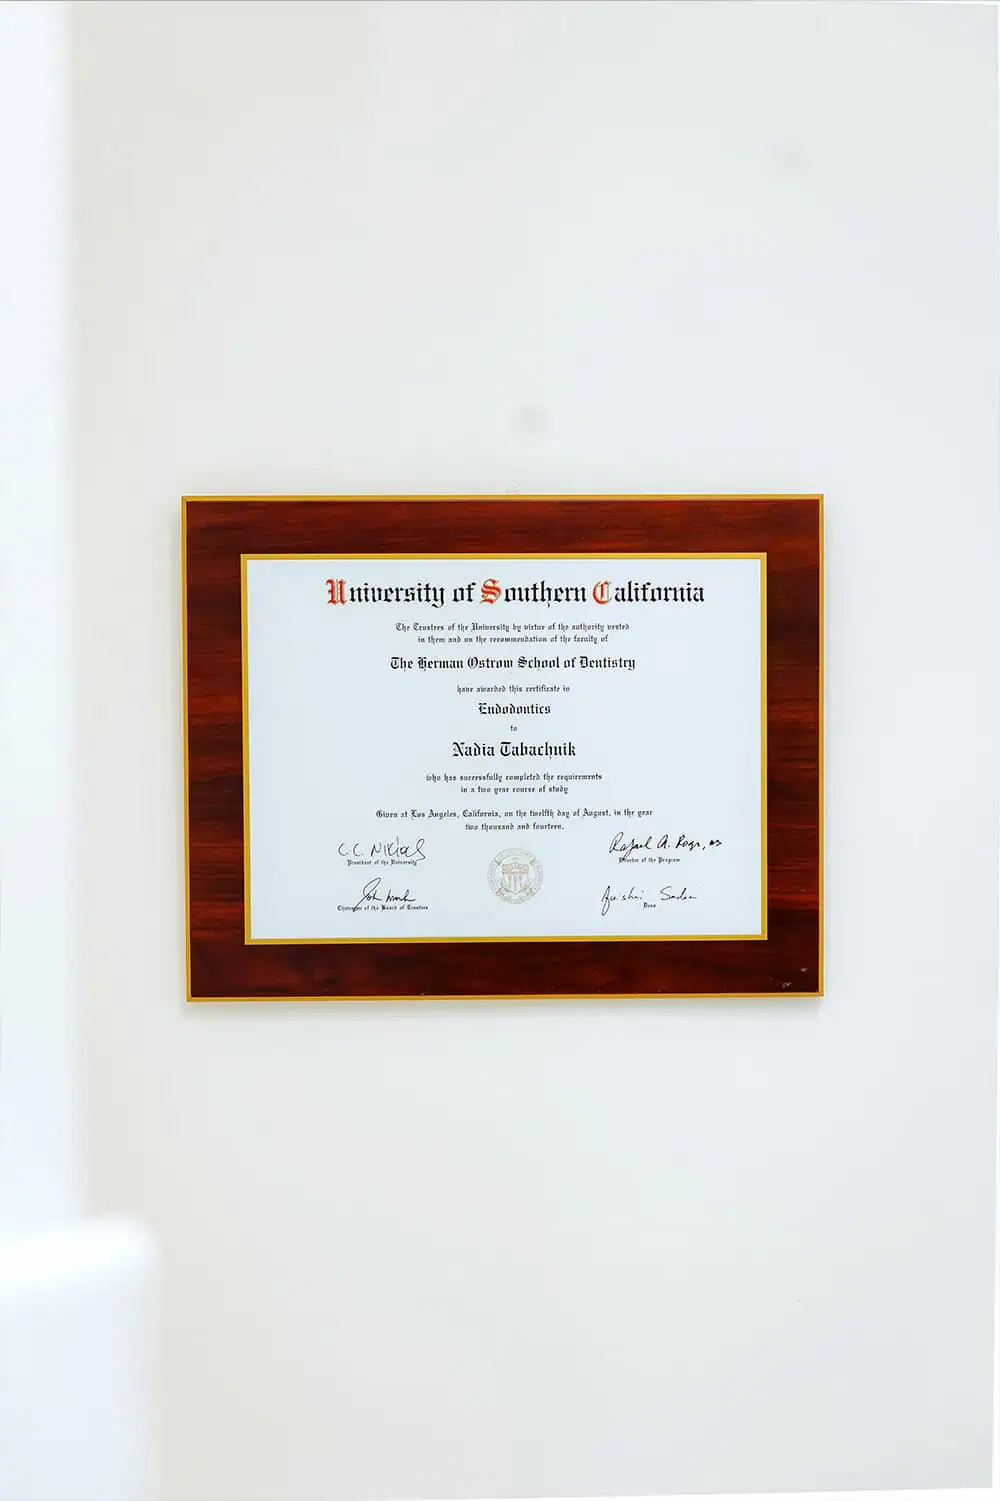 University of Southern California
The Trustees of the University by virtue of the authority vested
in them and on the recommendation of the faculty of
The Herman Ostrow School of Dentistry
have awarded this certificate in
Endodontics
to
Nadia Tabachnik
who has successfully completed the requirements
in a two year course of study
Given at Los Angeles, California, on the twelfth day of August, in the year
two thousand and fourteen.
C. L. Nikias
President of the University
Director of the Program
Chairman of the Board of Trustees
Dean